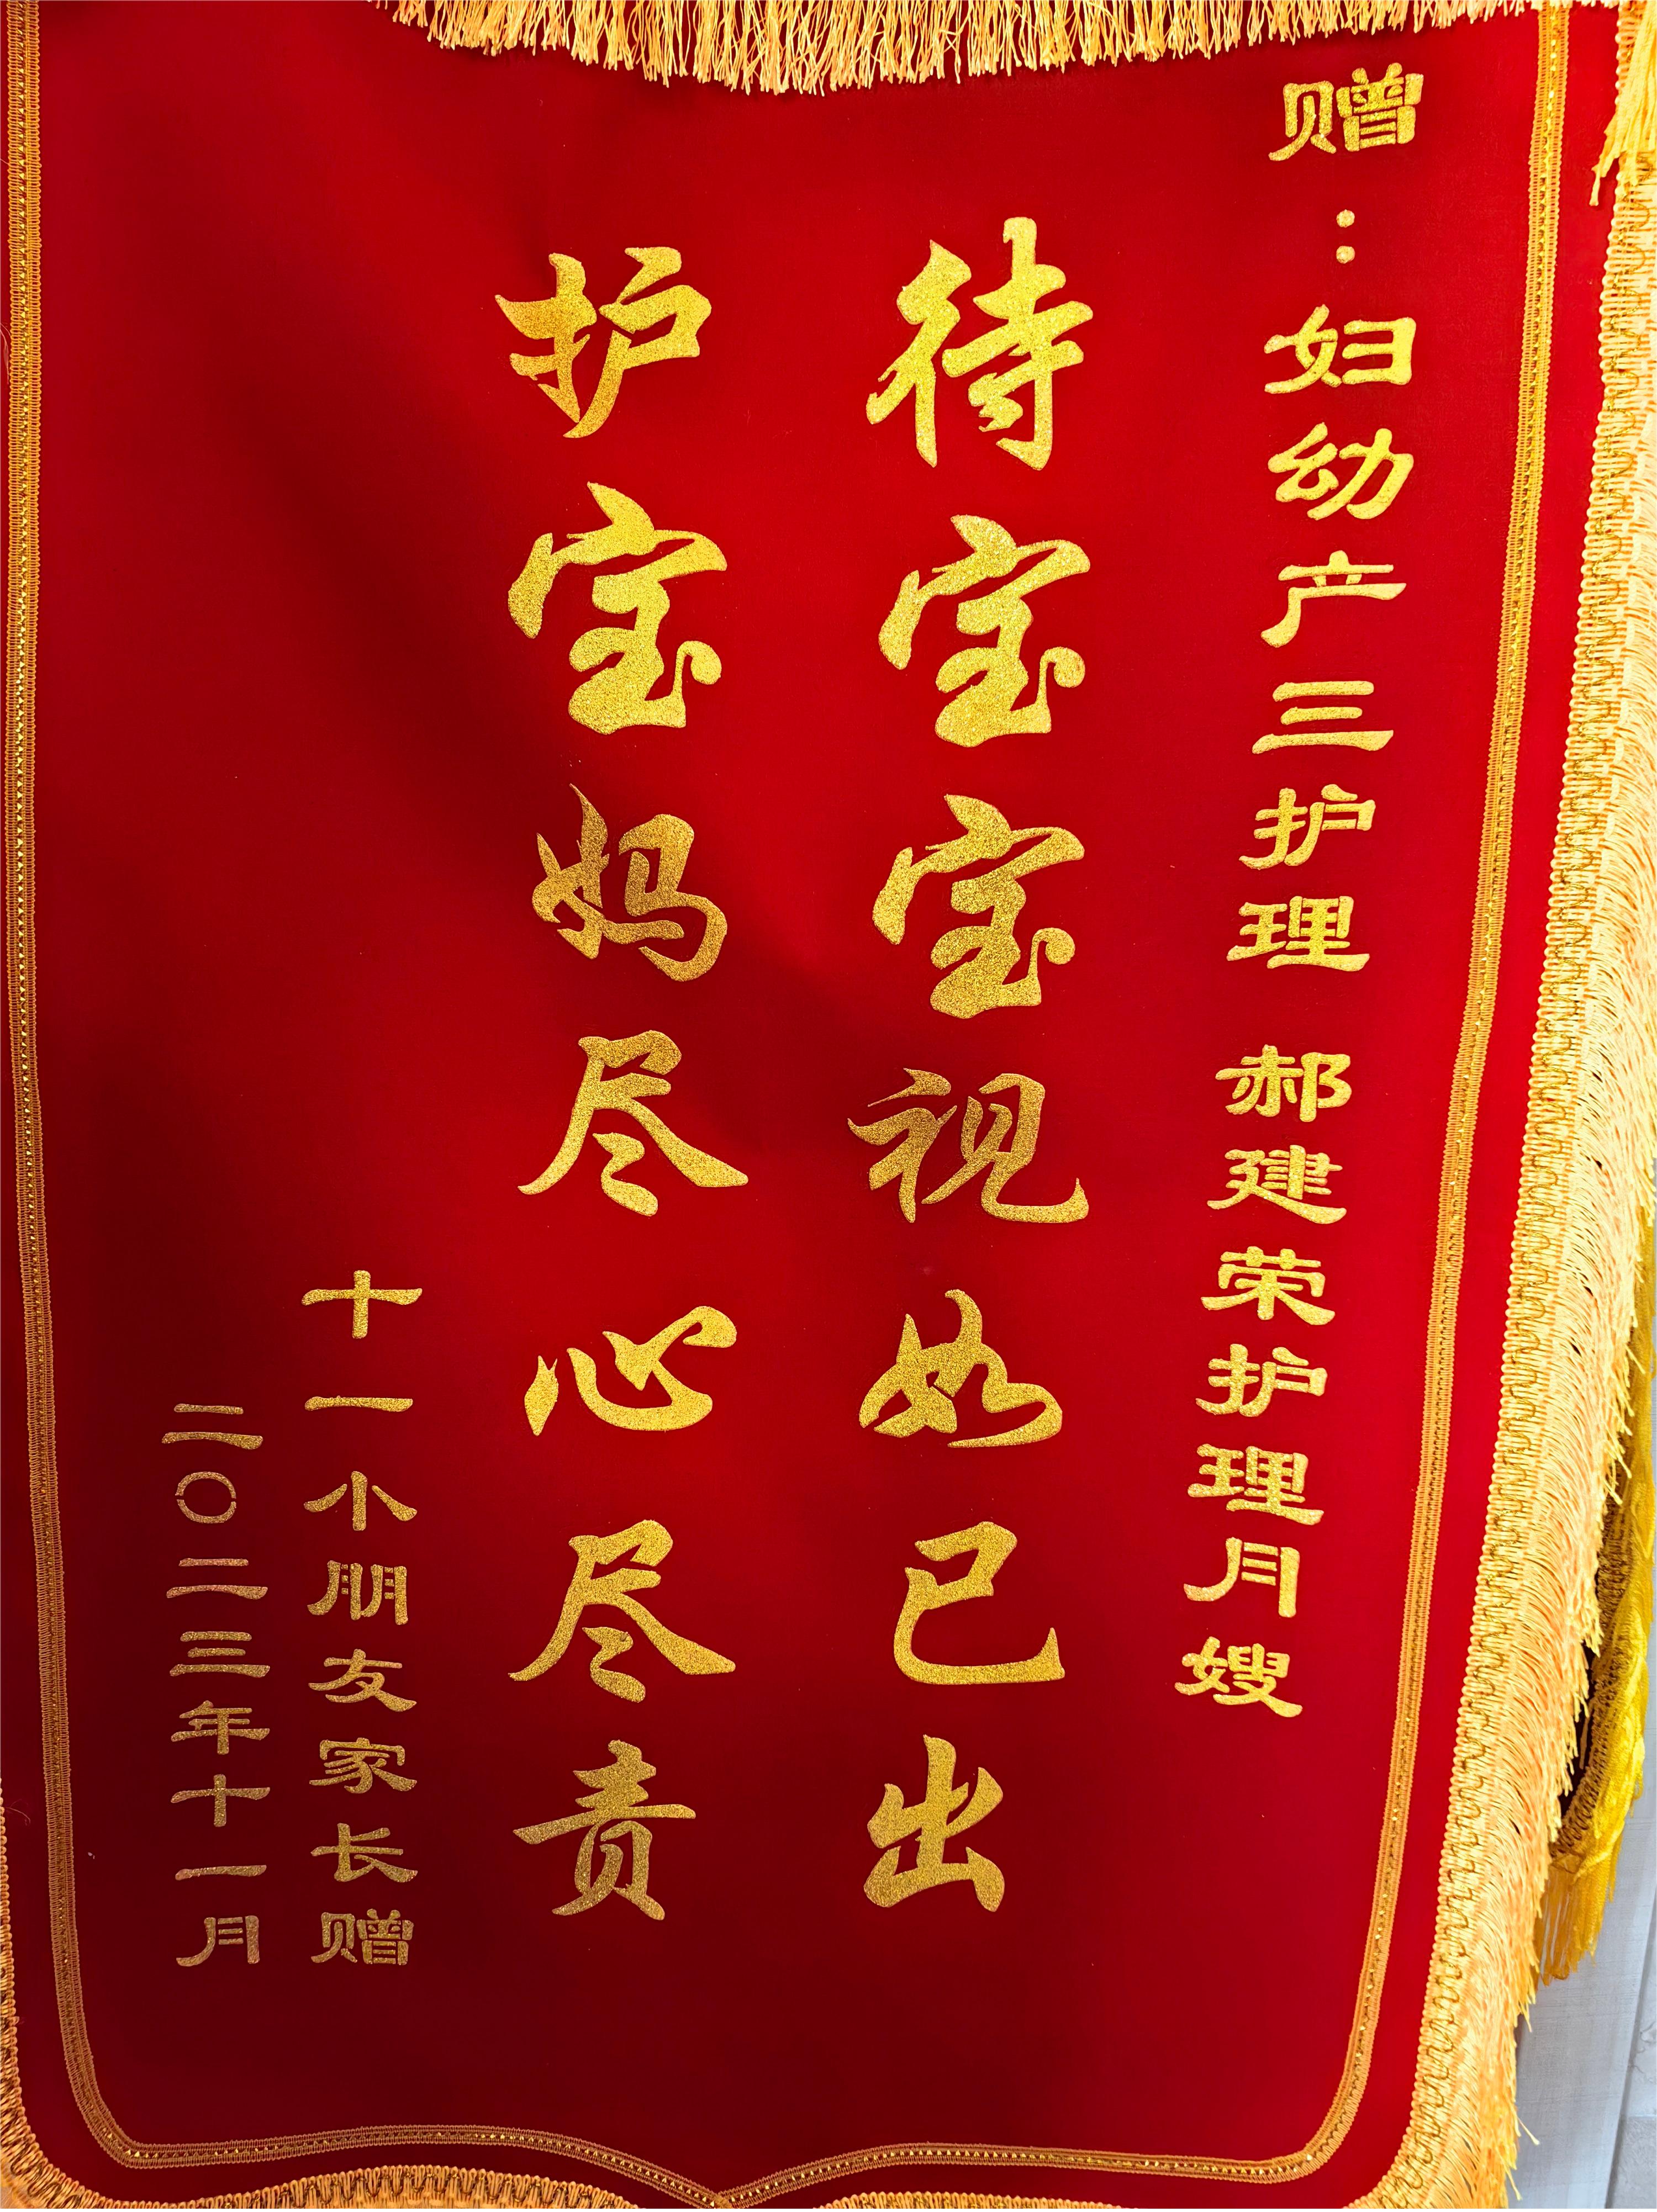 赠：妇幼产三护理 郝建荣护理月嫂
待宝宝视如已出
护宝妈尽心尽责
十一小朋友家长赠
二〇二三年十一月